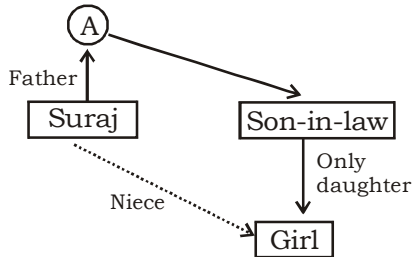 A
Father
Suraj
Son-in-law
Only
daughter
Niece
Girl